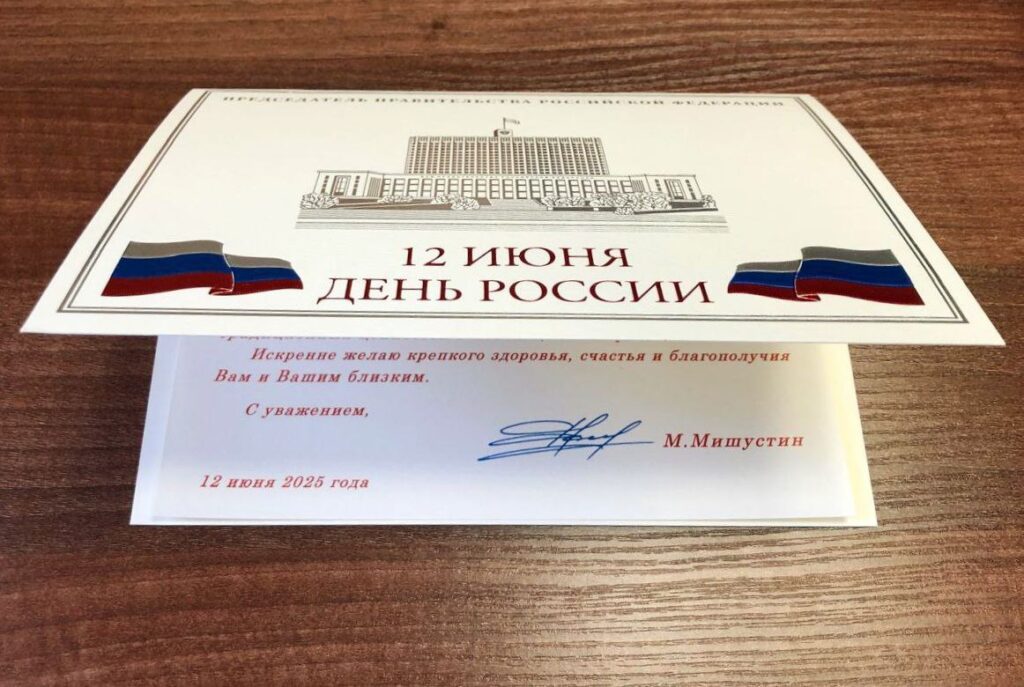 ПРЕДСЕДАТЕЛЬ ПРАВИТЕЛЬСТВА РОССИЙСКОЙ ФЕДЕРАЦИИ
12 ИЮНЯ
ДЕНЬ РОССИИ
Искренне желаю крепкого здоровья, счастья и благополучия
Вам и Вашим близким.
С уважением,
М.Мишустин
12 июня 2025 года